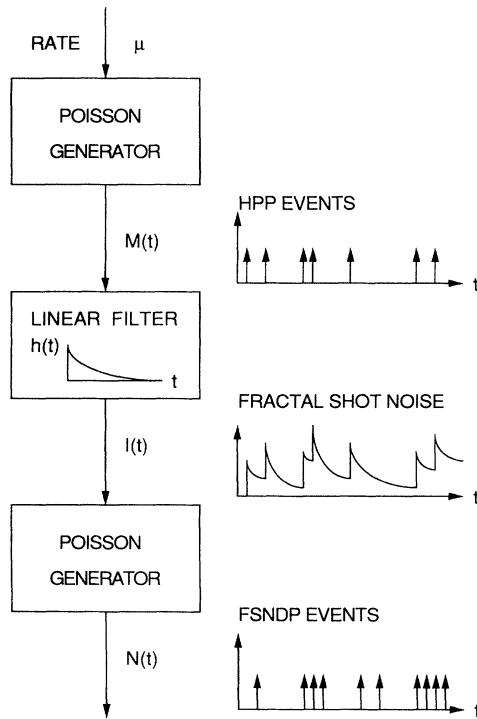 RATE μ
POISSON
GENERATOR
M(t)
HPP EVENTS
t
LINEAR FILTER
h(t)
t
I(t)
FRACTAL SHOT NOISE
t
POISSON
GENERATOR
N(t)
FSNDP EVENTS
t